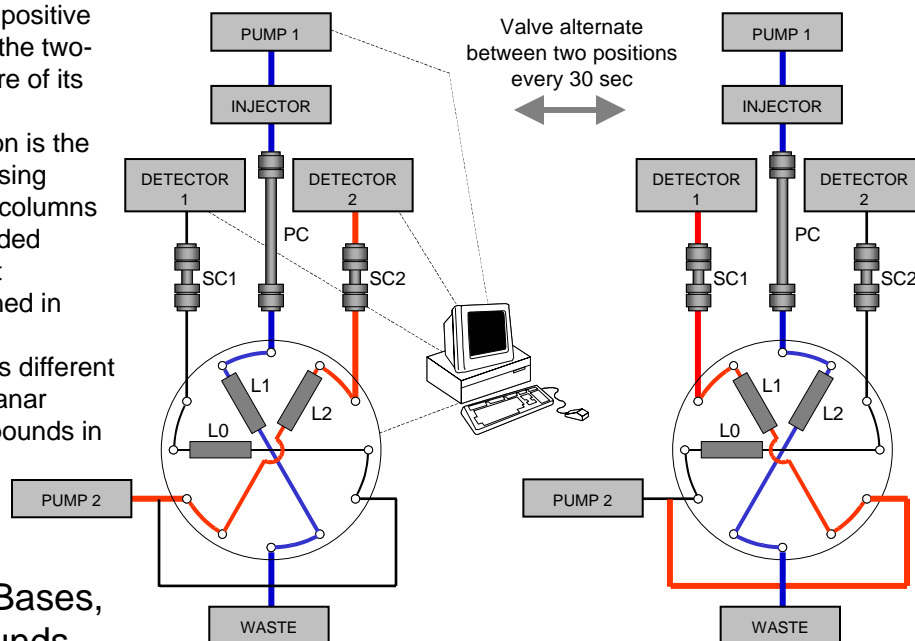 positive
the two-
re of its
on is the
sing
columns
ded
t
ned in
s different
anar
pounds in
Bases,
unds
PUMP 1
INJECTOR
DETECTOR
1
DETECTOR
2
PC
SC1
SC2
L1
L2
L0
PUMP 2
WASTE
Valve alternate
between two positions
every 30 sec
PUMP 1
INJECTOR
DETECTOR
1
DETECTOR
2
PC
SC1
SC2
L1
L2
L0
PUMP 2
WASTE